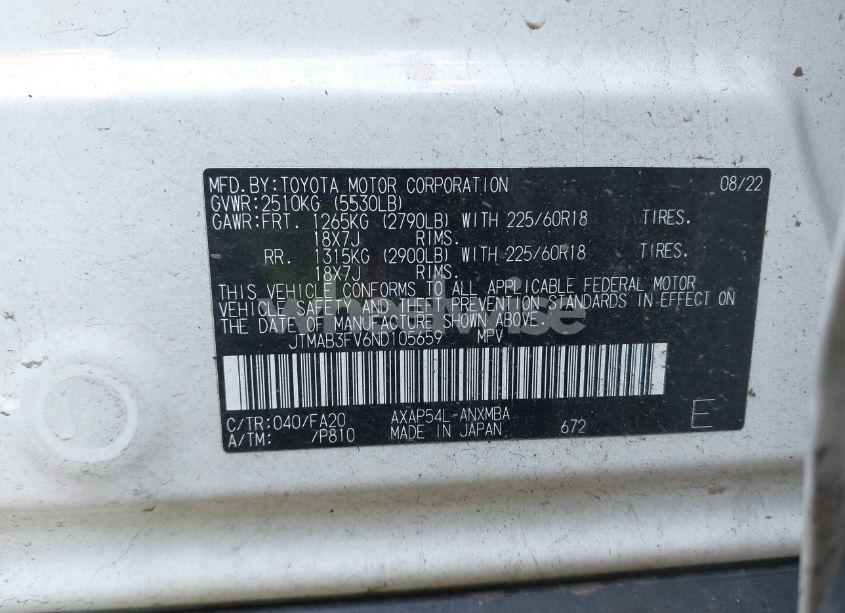 MFD.BY:TOYOTA MOTOR CORPORATION 08/22
GVWR:2510KG (5530LB)
GAWR:FRT. 1265KG (2790LB) WITH 225/60R18 TIRES.
18X7J RIMS.
RR. 1315KG (2900LB) WITH 225/60R18 TIRES.
18X7J RIMS.
THIS VEHICLE CONFORMS TO ALL APPLICABLE FEDERAL MOTOR
VEHICLE SAFETY AND THEFT PREVENTION STANDARDS IN EFFECT ON
THE DATE OF MANUFACTURE SHOWN ABOVE.
wheelwise
JTMAB3FV6ND105659 MPV
C/TR:040/FA20 AXAP54L-ANXMBA
A/TM: /P810 MADE IN JAPAN 672 E